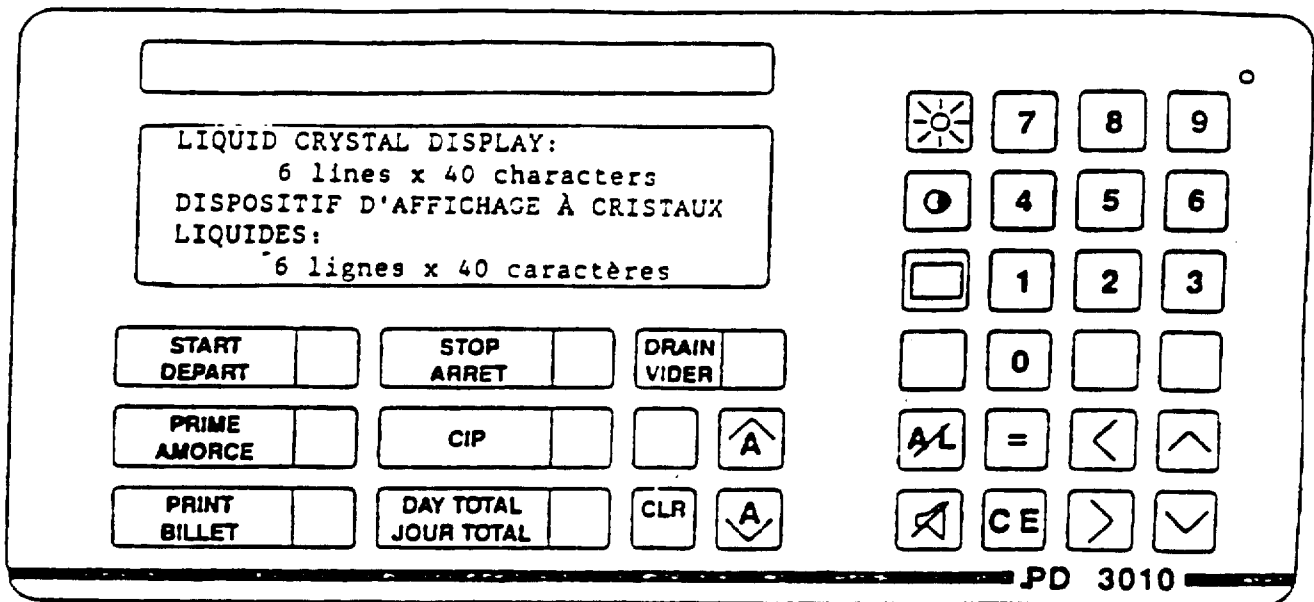 LIQUID CRYSTAL DISPLAY:
6 lines x 40 characters
DISPOSITIF D'AFFICHAGE À CRISTAUX
LIQUIDES:
6 lignes x 40 caractères
START
DEPART
STOP
ARRET
DRAIN
VIDER
PRIME
AMORCE
CIP
A
PRINT
BILLET
DAY TOTAL
JOUR TOTAL
CLR
A
7 8 9
4 5 6
1 2 3
0
A/L = < ^
CE >
PD 3010